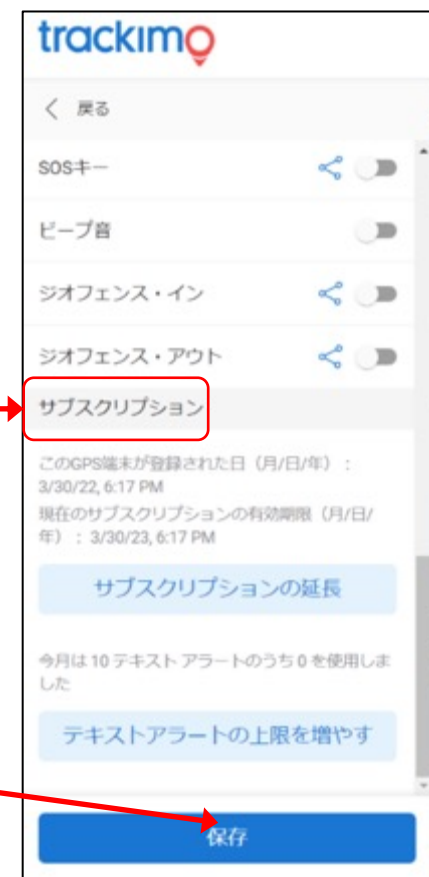 trackimo
く 戻る
SOSキー
ビープ音
ジオフェンス・イン
ジオフェンス・アウト
サブスクリプション
このGPS端末が登録された日（月/日/年）：
3/30/22, 6:17 PM
現在のサブスクリプションの有効期限（月/日/
年）：3/30/23, 6:17 PM
サブスクリプションの延長
今月は 10 テキスト アラートのうち 0 を使用しま
した
テキストアラートの上限を増やす
保存